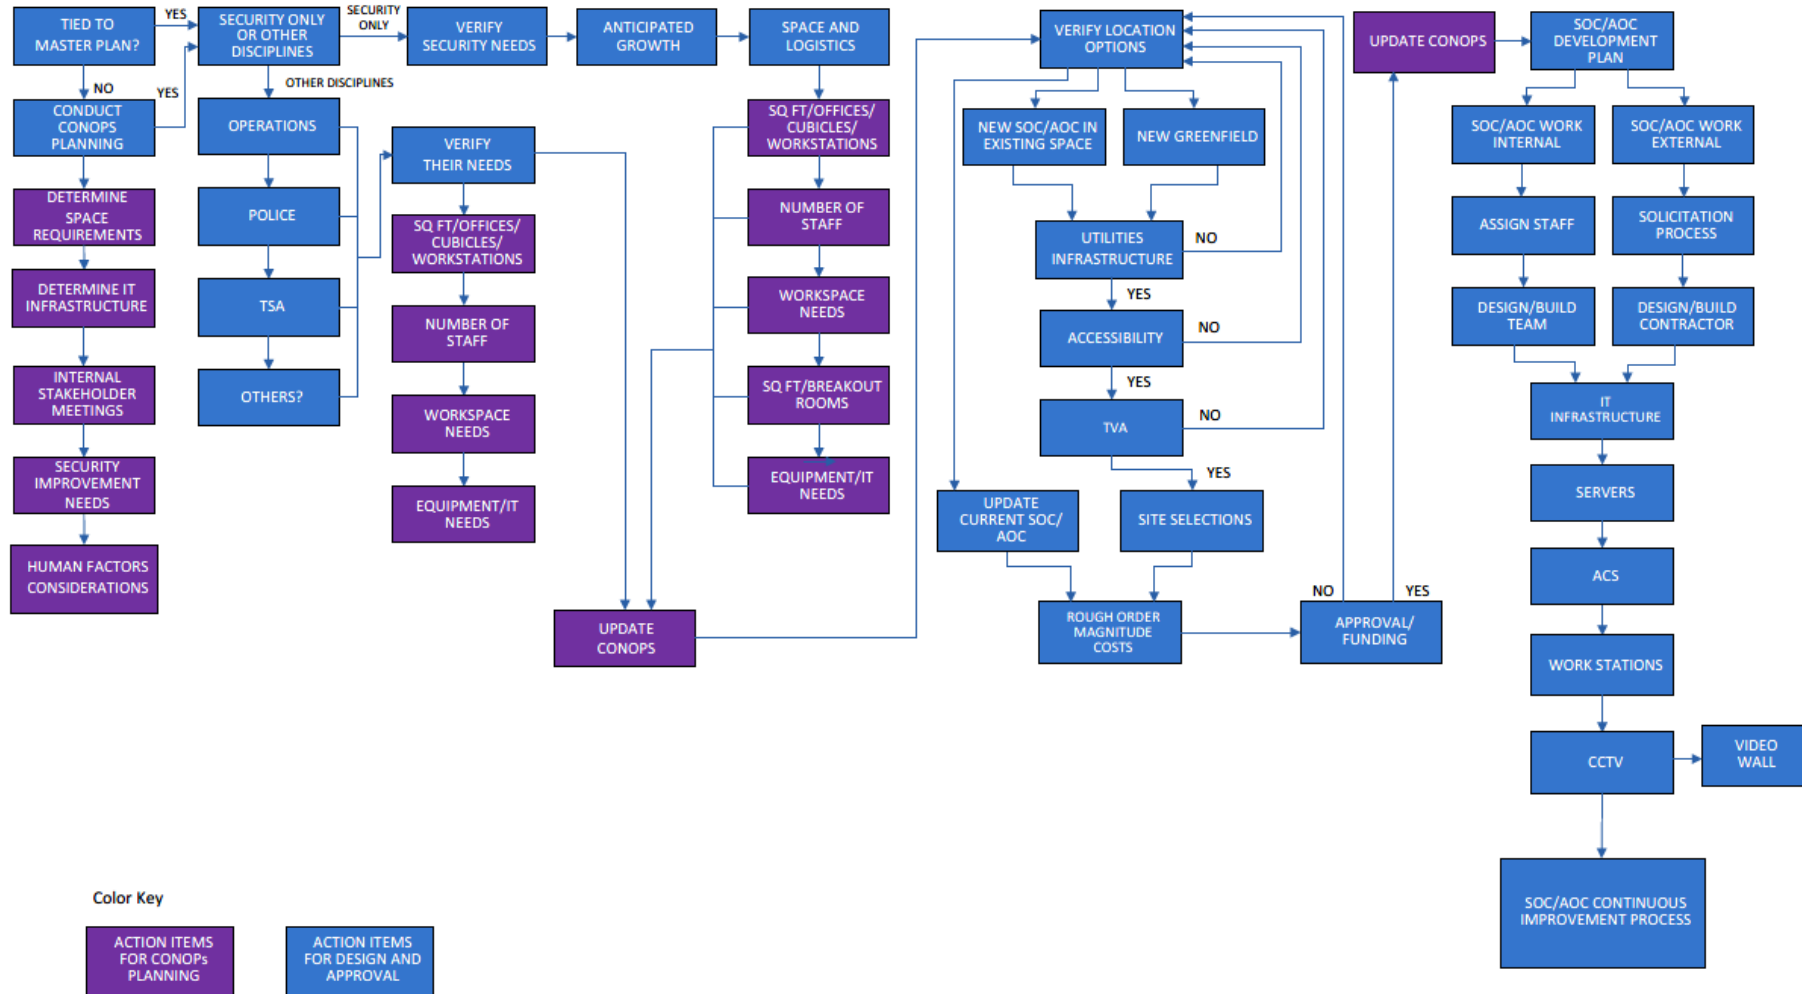 TIED TO
MASTER PLAN?
YES
NO
CONDUCT
CONOPS
PLANNING
YES
DETERMINE
SPACE
REQUIREMENTS
DETERMINE IT
INFRASTRUCTURE
INTERNAL
STAKEHOLDER
MEETINGS
SECURITY
IMPROVEMENT
NEEDS
HUMAN FACTORS
CONSIDERATIONS
SECURITY ONLY
OR OTHER
DISCIPLINES
SECURITY
ONLY
OTHER DISCIPLINES
OPERATIONS
POLICE
TSA
OTHERS?
VERIFY
THEIR NEEDS
SQ FT/OFFICES/
CUBICLES/
WORKSTATIONS
NUMBER OF
STAFF
WORKSPACE
NEEDS
EQUIPMENT/IT
NEEDS
VERIFY
SECURITY NEEDS
ANTICIPATED
GROWTH
SPACE AND
LOGISTICS
SQ FT/OFFICES/
CUBICLES/
WORKSTATIONS
NUMBER OF
STAFF
WORKSPACE
NEEDS
SQ FT/BREAKOUT
ROOMS
EQUIPMENT/IT NEEDS
UPDATE
CONOPS
VERIFY LOCATION
OPTIONS
NEW SOC/AOC IN
EXISTING SPACE
NEW GREENFIELD
UTILITIES
INFRASTRUCTURE
NO
YES
ACCESSIBILITY
NO
YES
TVA
NO
YES
UPDATE
CURRENT SOC/
AOC
SITE SELECTIONS
ROUGH ORDER
MAGNITUDE
COSTS
NO
YES
APPROVAL/
FUNDING
UPDATE CONOPS
SOC/AOC
DEVELOPMENT
PLAN
SOC/AOC WORK
INTERNAL
SOC/AOC WORK
EXTERNAL
ASSIGN STAFF
SOLICITATION
PROCESS
DESIGN/BUILD
TEAM
DESIGN/BUILD
CONTRACTOR
IT
INFRASTRUCTURE
SERVERS
ACS
WORK STATIONS
CCTV
VIDEO
WALL
SOC/AOC CONTINUOUS
IMPROVEMENT PROCESS
Color Key
ACTION ITEMS
FOR CONOPs
PLANNING
ACTION ITEMS
FOR DESIGN AND
APPROVAL